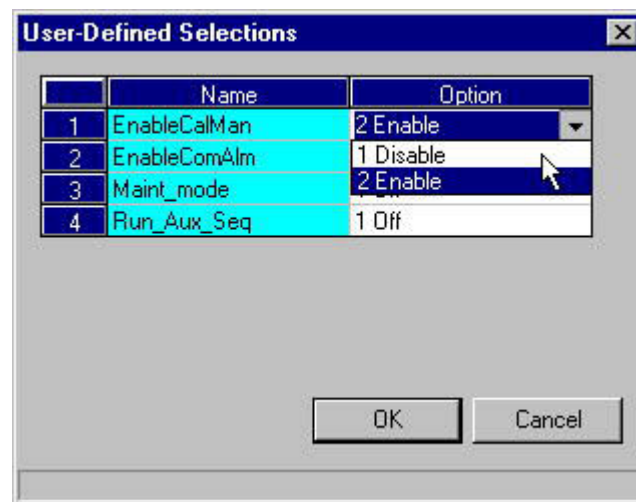 User-Defined Selections
Name Option
1 EnableCalMan 2 Enable
2 EnableComAlm 1 Disable
3 Maint_mode 2 Enable
4 Run_Aux_Seq 1 Off
OK Cancel